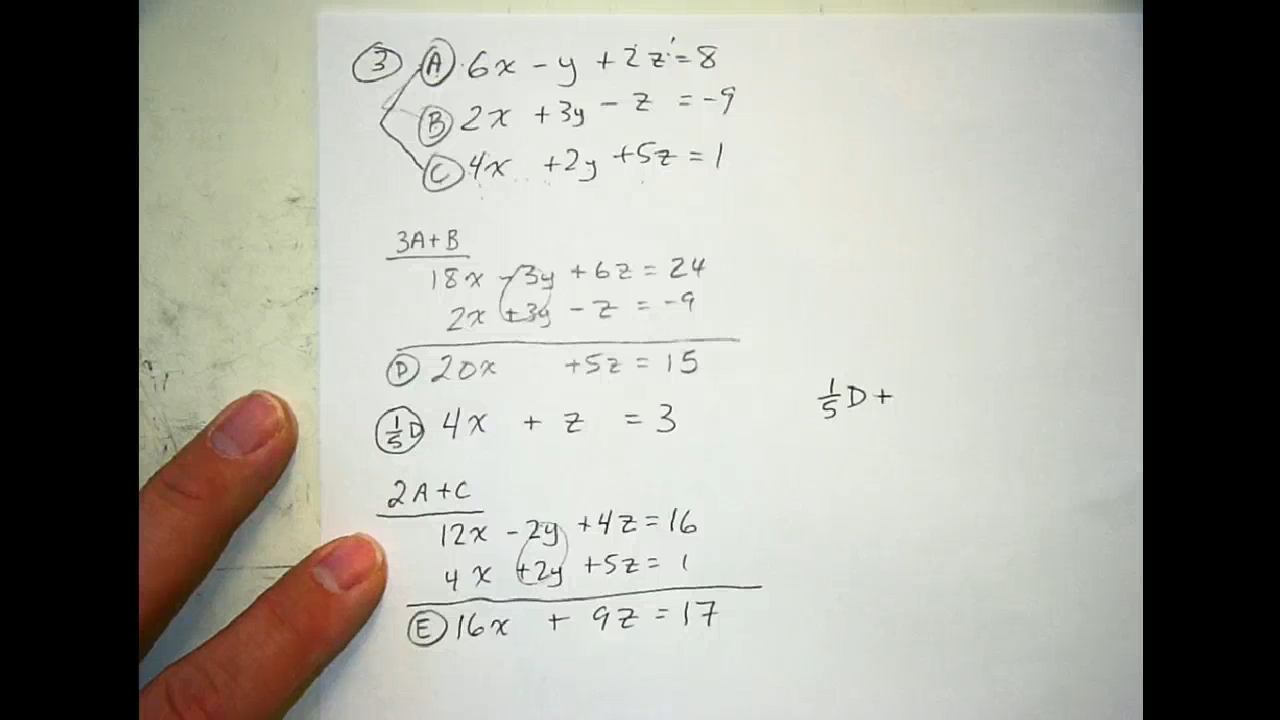 3 A 6x - y + 2z = 8
B 2x + 3y - z = -9
C 4x + 2y + 5z = 1
3A + B
18x - 3y + 6z = 24
2x + 3y - z = -9
D 20x + 5z = 15
1/5 D +
1/5 D 4x + z = 3
2A + C
12x - 2y + 4z = 16
4x + 2y + 5z = 1
E 16x + 9z = 17